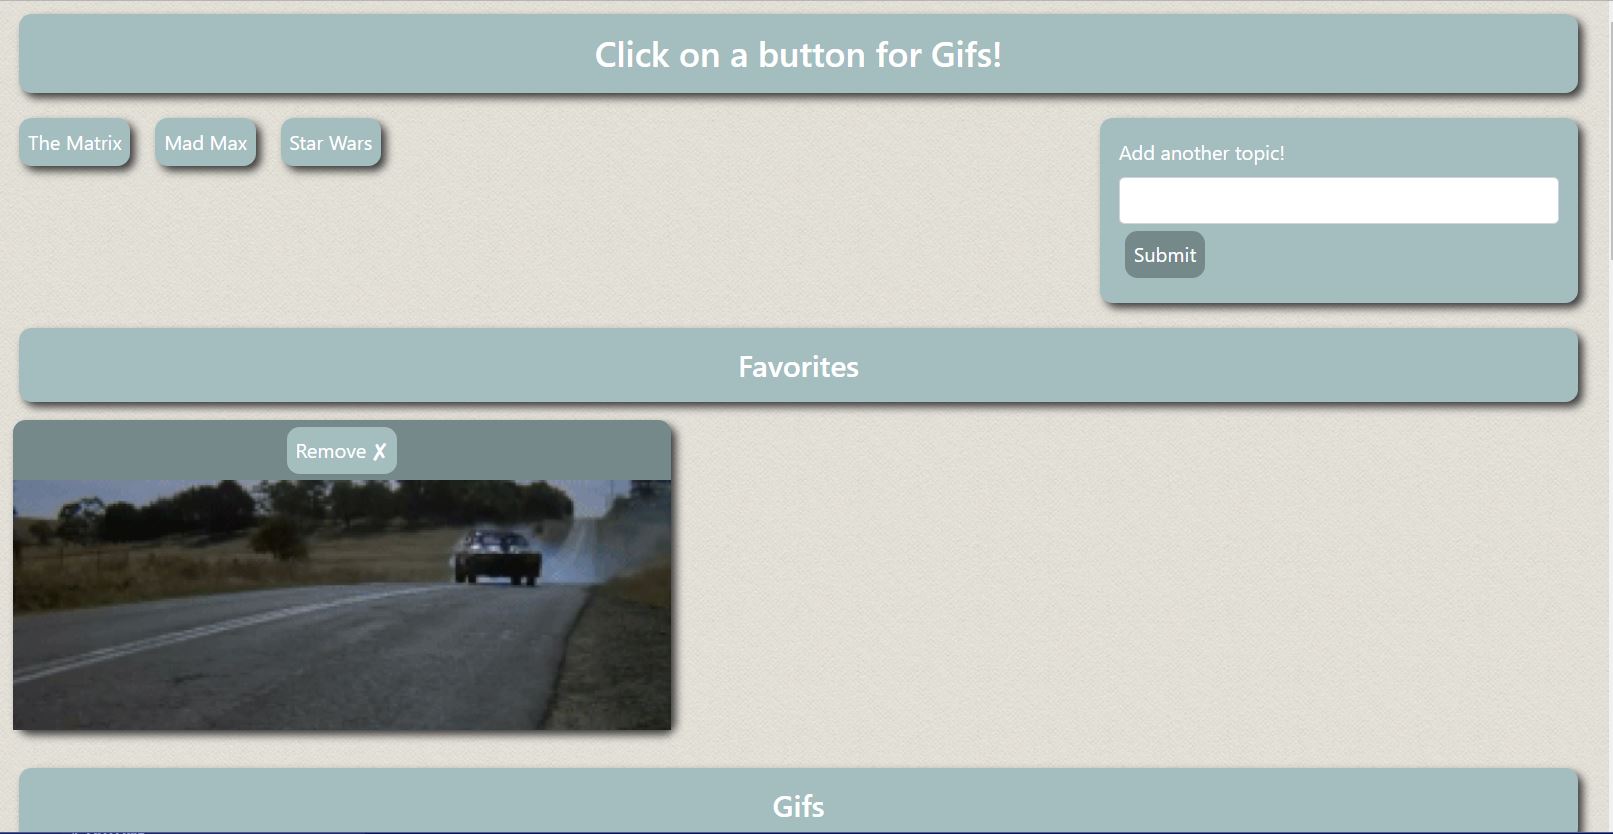 Click on a button for Gifs!
The Matrix
Mad Max
Star Wars
Add another topic!
Submit
Favorites
Remove ✗
Gifs